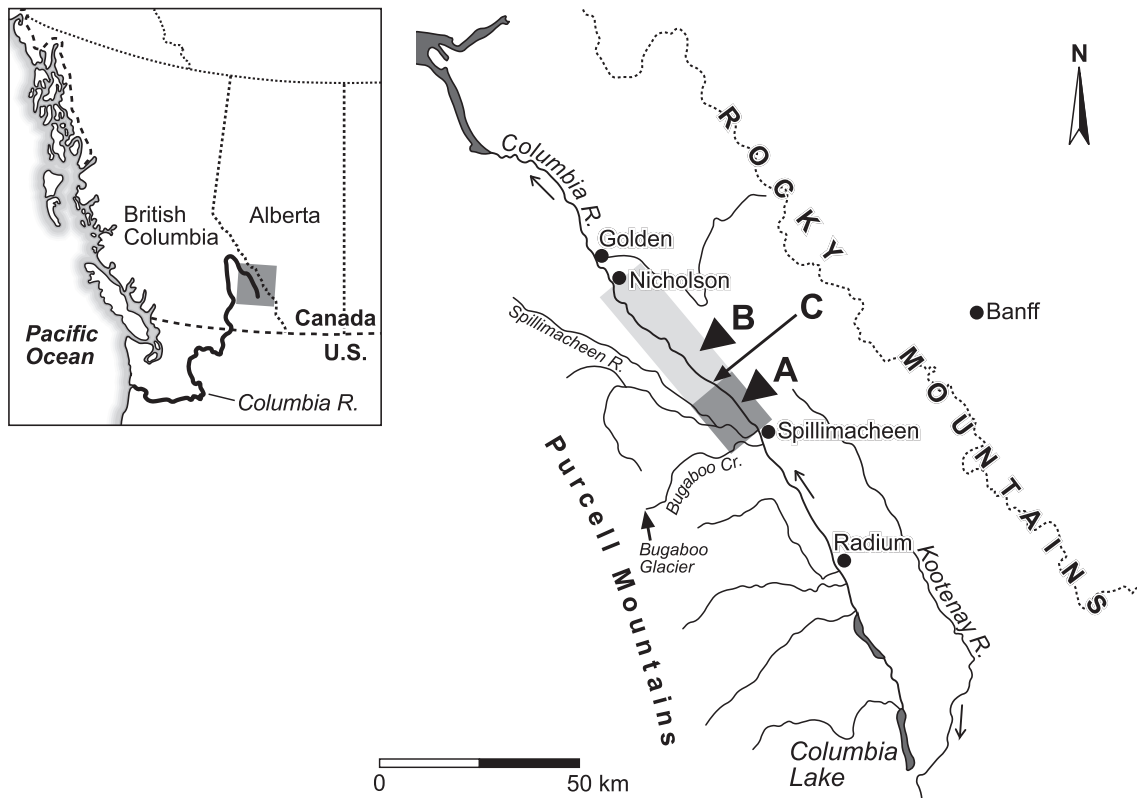 British
Columbia
Alberta
Pacific
Ocean
Canada
U.S.
Columbia R.
N
ROCKY MOUNTAINS
Columbia R.
Golden
Nicholson
Banff
B
C
A
Spillimacheen R.
Spillimacheen
Bugaboo Cr.
Purcell Mountains
Bugaboo
Glacier
Radium
Kootenay R.
Columbia
Lake
0
50 km